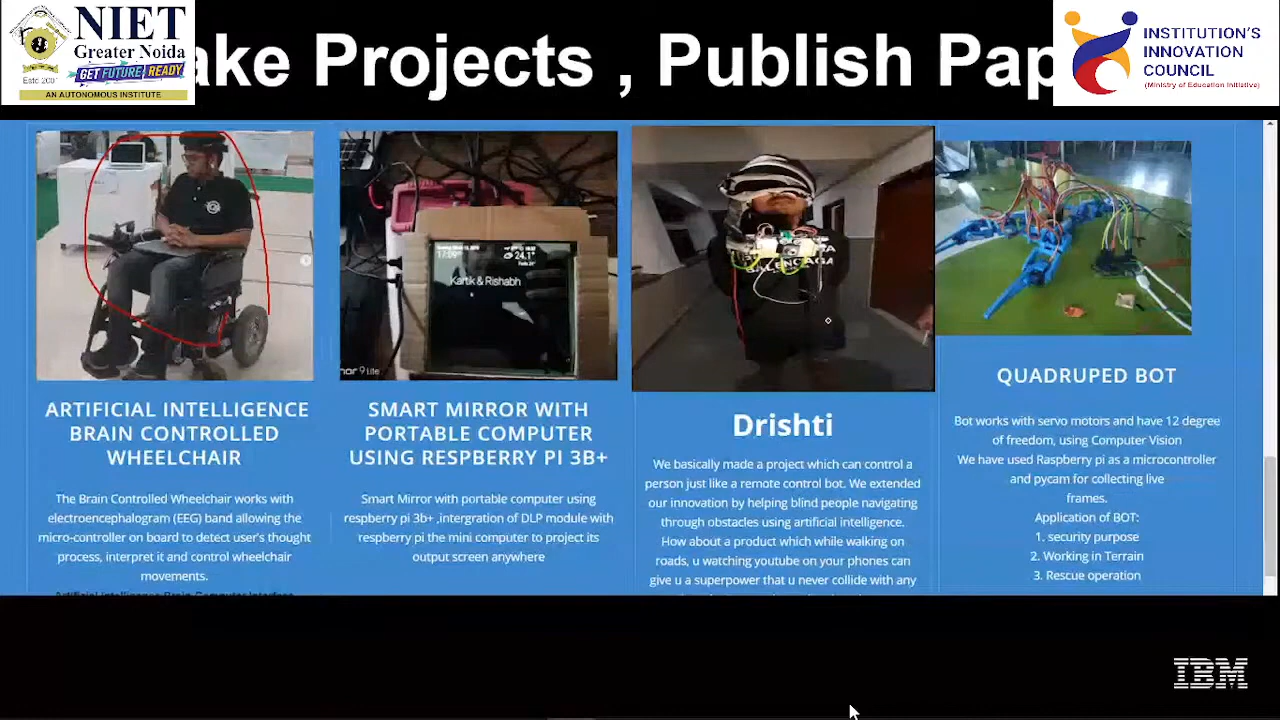 NIET
Greater Noida
GET FUTURE READY
AN AUTONOMOUS INSTITUTE
ake Projects , Publish Pap
INSTITUTION'S
INNOVATION
COUNCIL
(Ministry of Education Initiative)
Kartik & Rishabh
24.1°
ARTIFICIAL INTELLIGENCE
BRAIN CONTROLLED
WHEELCHAIR
The Brain Controlled Wheelchair works with
electroencephalogram (EEG) band allowing the
micro-controller on board to detect user's thought
process, interpret it and control wheelchair
movements.
Artificial Intelligence Brain Computer Interface
SMART MIRROR WITH
PORTABLE COMPUTER
USING RESPBERRY PI 3B+
Smart Mirror with portable computer using
respberry pi 3b+ ,intergration of DLP module with
respberry pi the mini computer to project its
output screen anywhere
Drishti
We basically made a project which can control a
person just like a remote control bot. We extended
our innovation by helping blind people navigating
through obstacles using artificial intelligence.
How about a product which while walking on
roads, u watching youtube on your phones can
give u a superpower that u never collide with any
QUADRUPED BOT
Bot works with servo motors and have 12 degree
of freedom, using Computer Vision
We have used Raspberry pi as a microcontroller
and pycam for collecting live
frames.
Application of BOT:
1. security purpose
2. Working in Terrain
3. Rescue operation
IBM